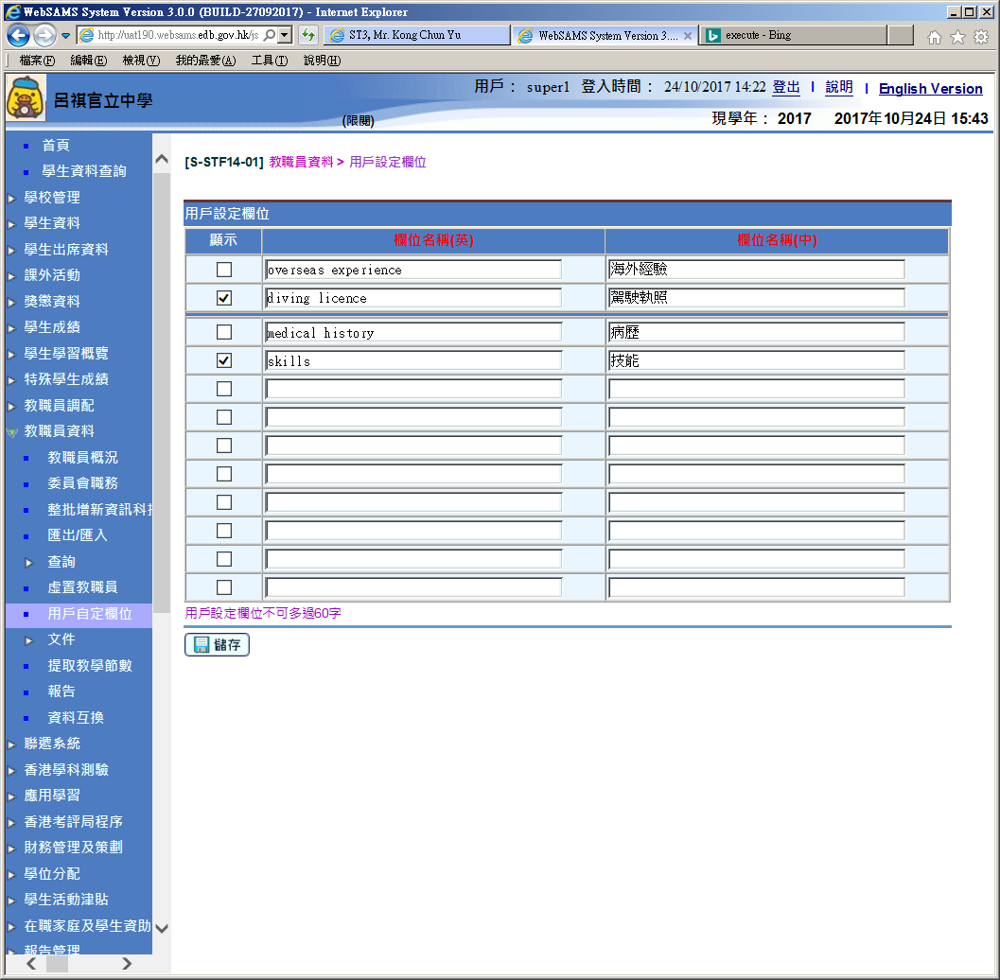 WebSAMS System Version 3.0.0 (BUILD-27092017) - Internet Explorer
http://uat190.websams.edb.gov.hk/js
ST3, Mr. Kong Chun Yu
WebSAMS System Version 3....
execute - Bing
檔案(F) 編輯(E) 檢視(V) 我的最愛(A) 工具(T) 說明(H)
呂祺官立中學
(限閱)
用戶： super1 登入時間： 24/10/2017 14:22 登出 I 說明 I English Version
現學年： 2017 2017年10月24日 15:43
首頁
學生資料查詢
學校管理
學生資料
學生出席資料
課外活動
獎懲資料
學生成績
學生學習概覽
特殊學生成績
教職員調配
教職員資料
教職員概況
委員會職務
整批增新資訊科技
匯出/匯入
查詢
虛置教職員
用戶自定欄位
文件
提取教學節數
報告
資料互換
聯遞系統
香港學科測驗
應用學習
香港考評局程序
財務管理及策劃
學位分配
學生活動津貼
在職家庭及學生資助
報告管理
[S-STF14-01] 教職員資料 > 用戶設定欄位
用戶設定欄位
顯示 欄位名稱(英) 欄位名稱(中)
overseas experience 海外經驗
diving licence 駕駛執照
medical history 病歷
skills 技能
用戶設定欄位不可多過60字
儲存